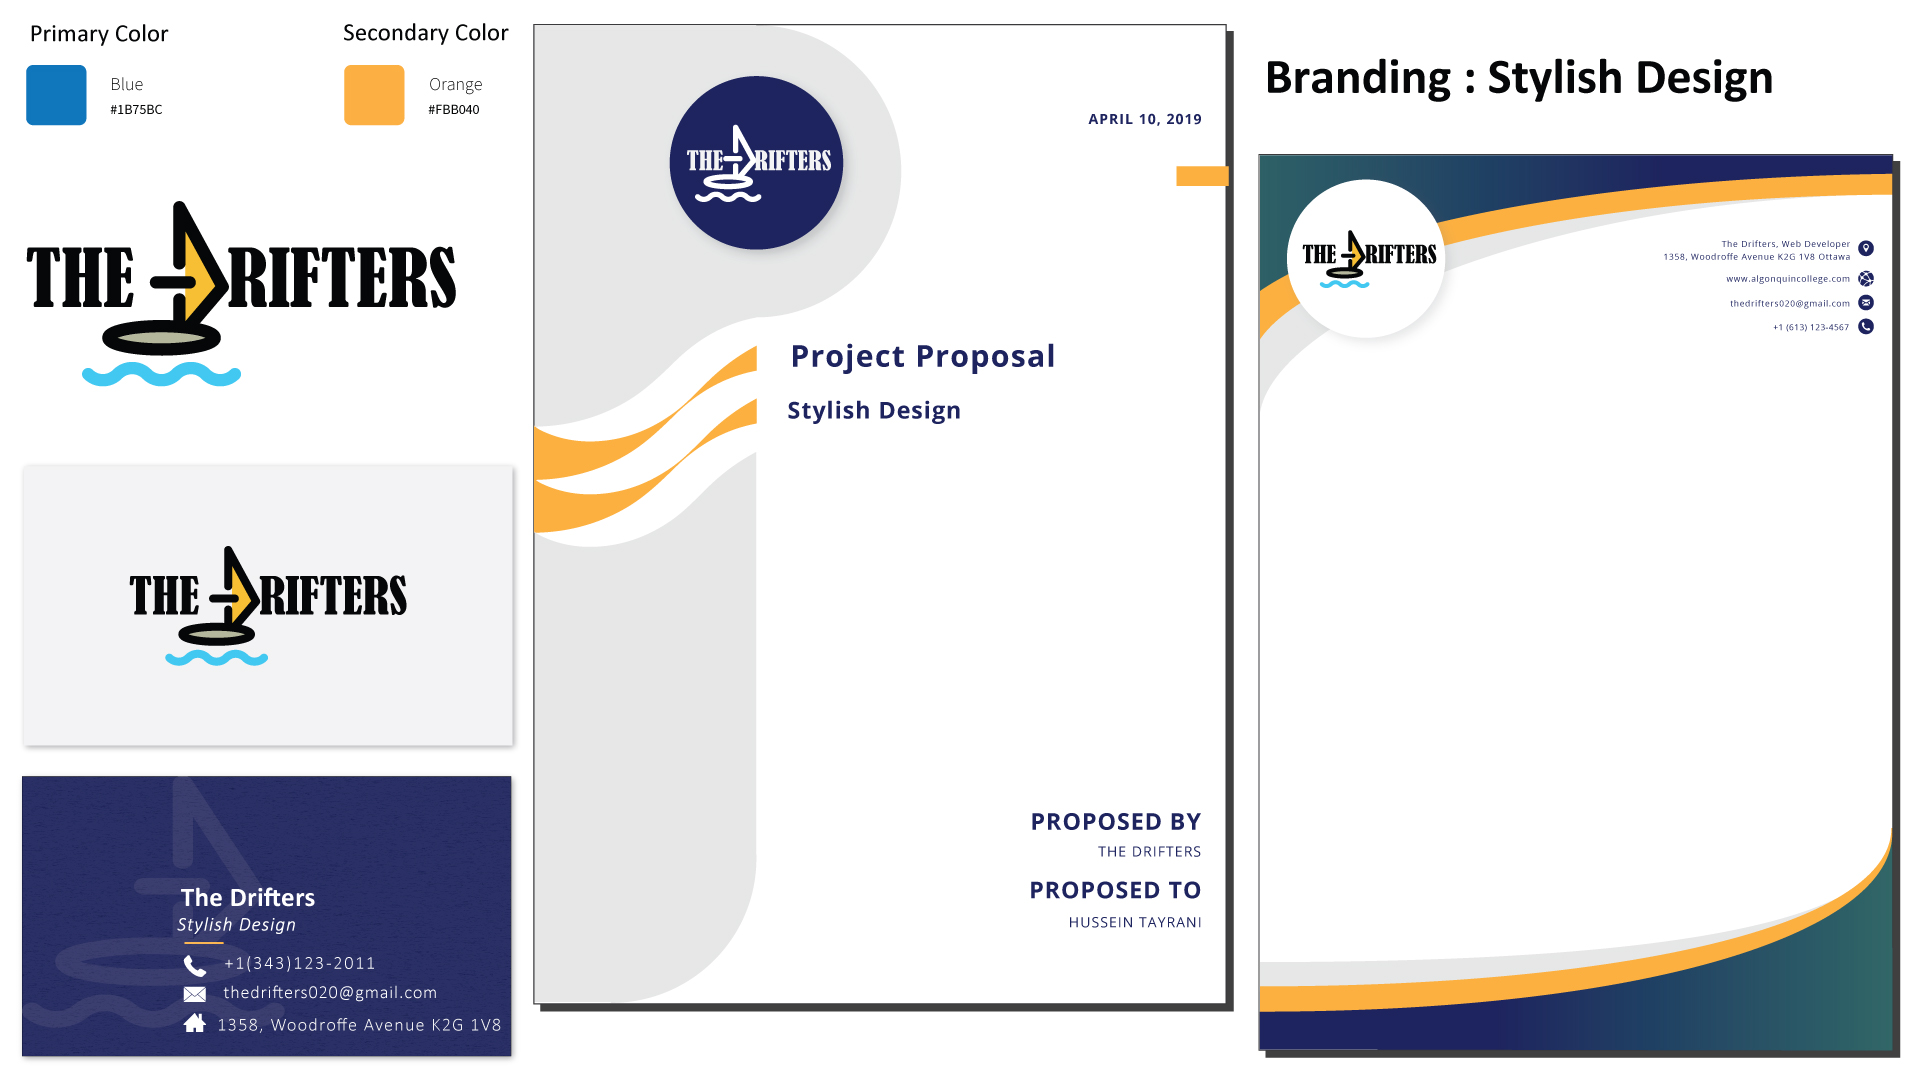 Primary Color
Blue
#1B75BC
Secondary Color
Orange
#FBB040
THE DRIFTERS
THE DRIFTERS
The Drifters
Stylish Design
+1(343)123-2011
thedrifters020@gmail.com
1358, Woodroffe Avenue K2G 1V8
THE DRIFTERS
APRIL 10, 2019
Project Proposal
Stylish Design
PROPOSED BY
THE DRIFTERS
PROPOSED TO
HUSSEIN TAYRANI
Branding : Stylish Design
THE DRIFTERS
The Drifters, Web Developer
1358, Woodroffe Avenue K2G 1V8 Ottawa
www.algonquincollege.com
thedrifters020@gmail.com
+1 (613) 123-4567